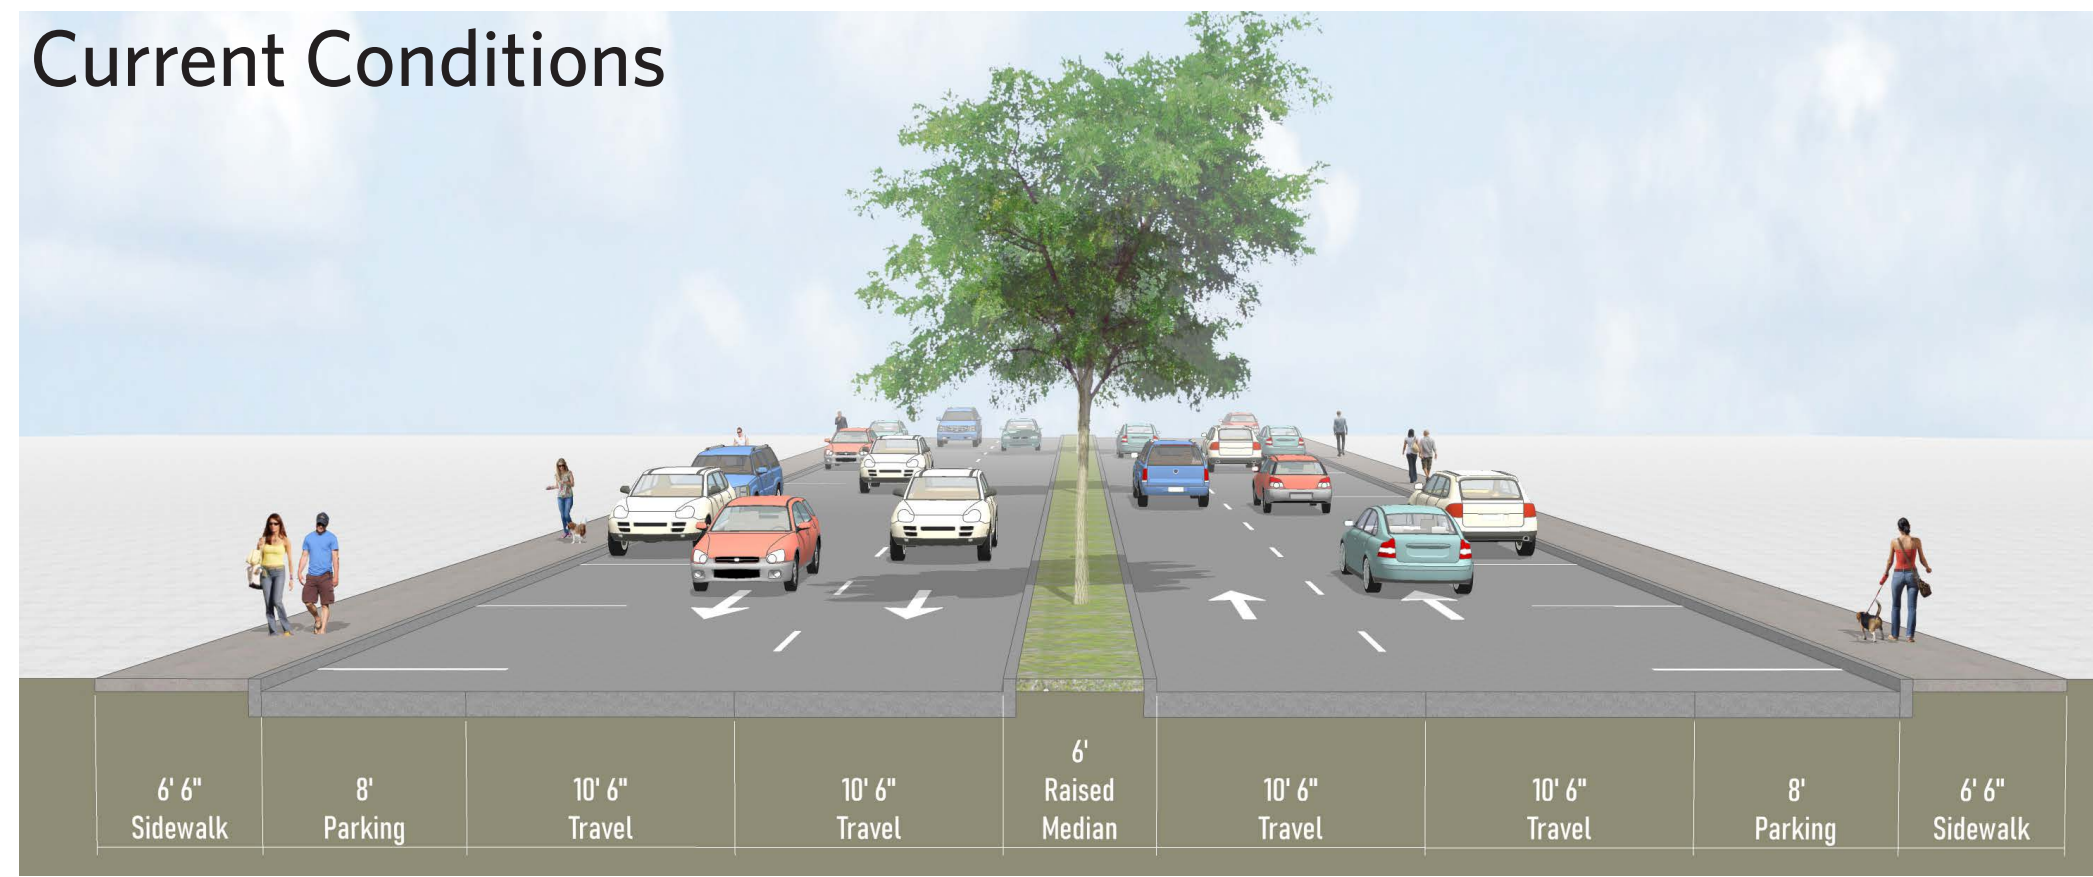 Current Conditions
6' 6"
Sidewalk
8'
Parking
10' 6"
Travel
10' 6"
Travel
6'
Raised
Median
10' 6"
Travel
10' 6"
Travel
8'
Parking
6' 6"
Sidewalk